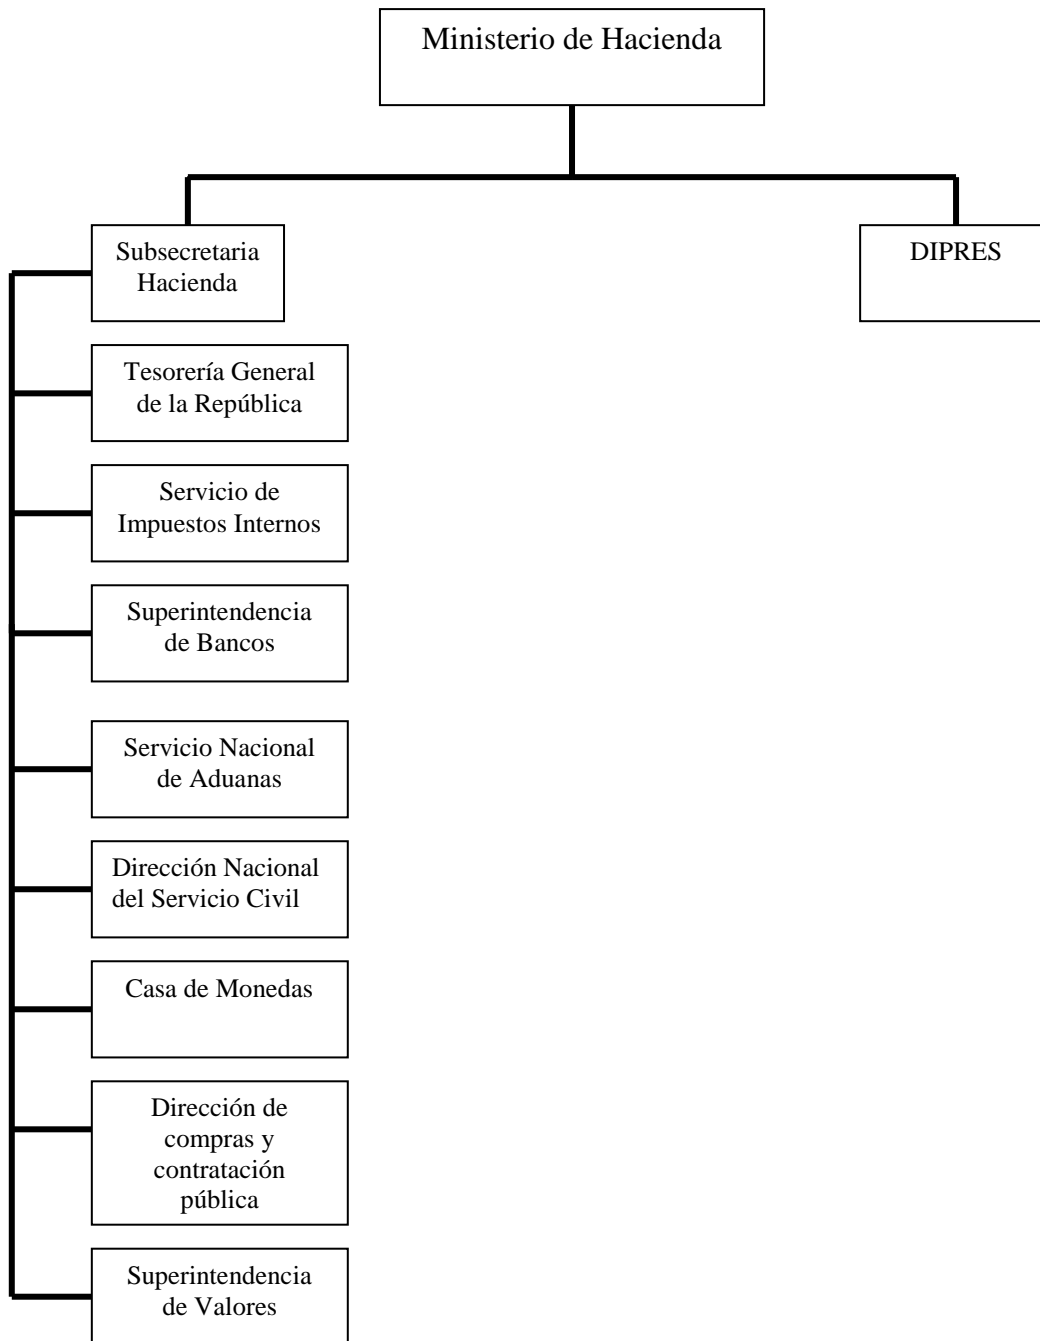 Ministerio de Hacienda
Subsecretaria
Hacienda
DIPRES
Tesorería General
de la República
Servicio de
Impuestos Internos
Superintendencia
de Bancos
Servicio Nacional
de Aduanas
Dirección Nacional
del Servicio Civil
Casa de Monedas
Dirección de
compras y
contratación
pública
Superintendencia
de Valores